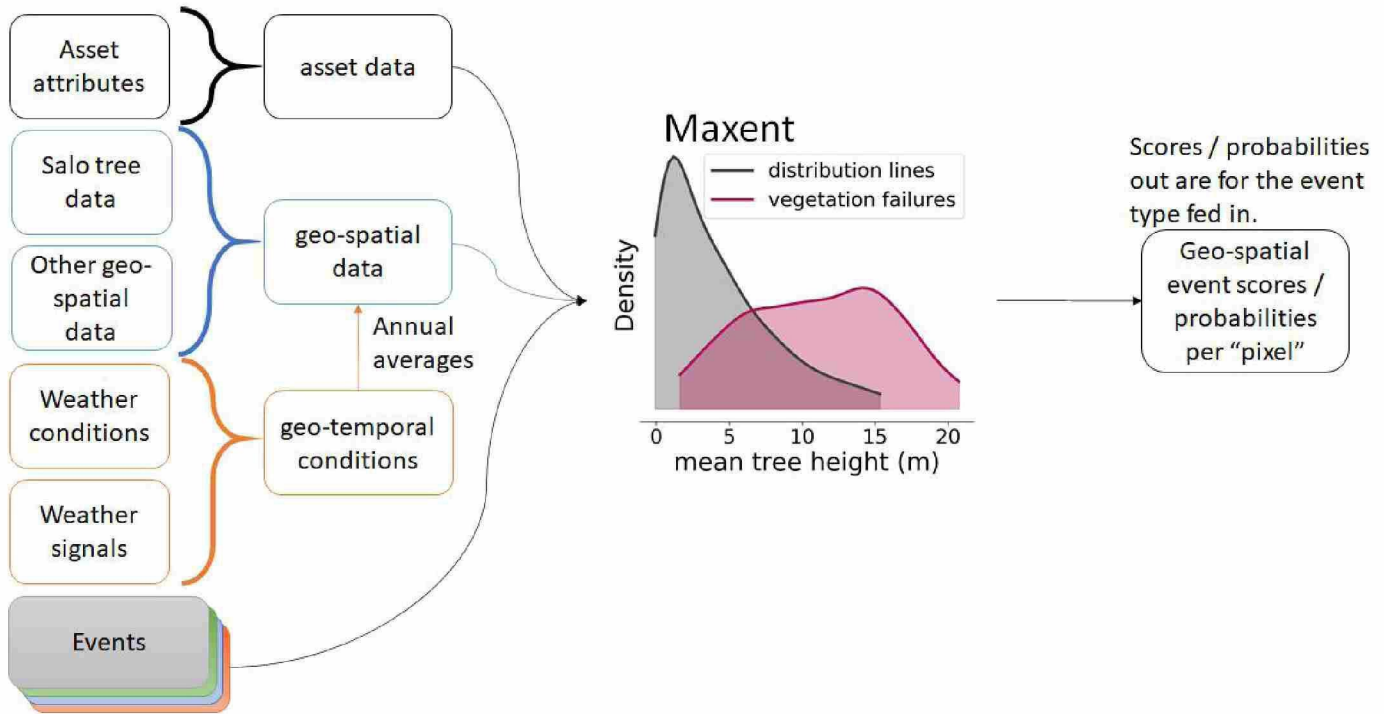 Asset
attributes
asset data
Salo tree
data
Other geo-
spatial
data
geo-spatial
data
Annual
averages
Weather
conditions
geo-temporal
conditions
Weather
signals
Events
Maxent
distribution lines
vegetation failures
Density
0 5 10 15 20
mean tree height (m)
Scores / probabilities
out are for the event
type fed in.
Geo-spatial
event scores /
probabilities
per “pixel”